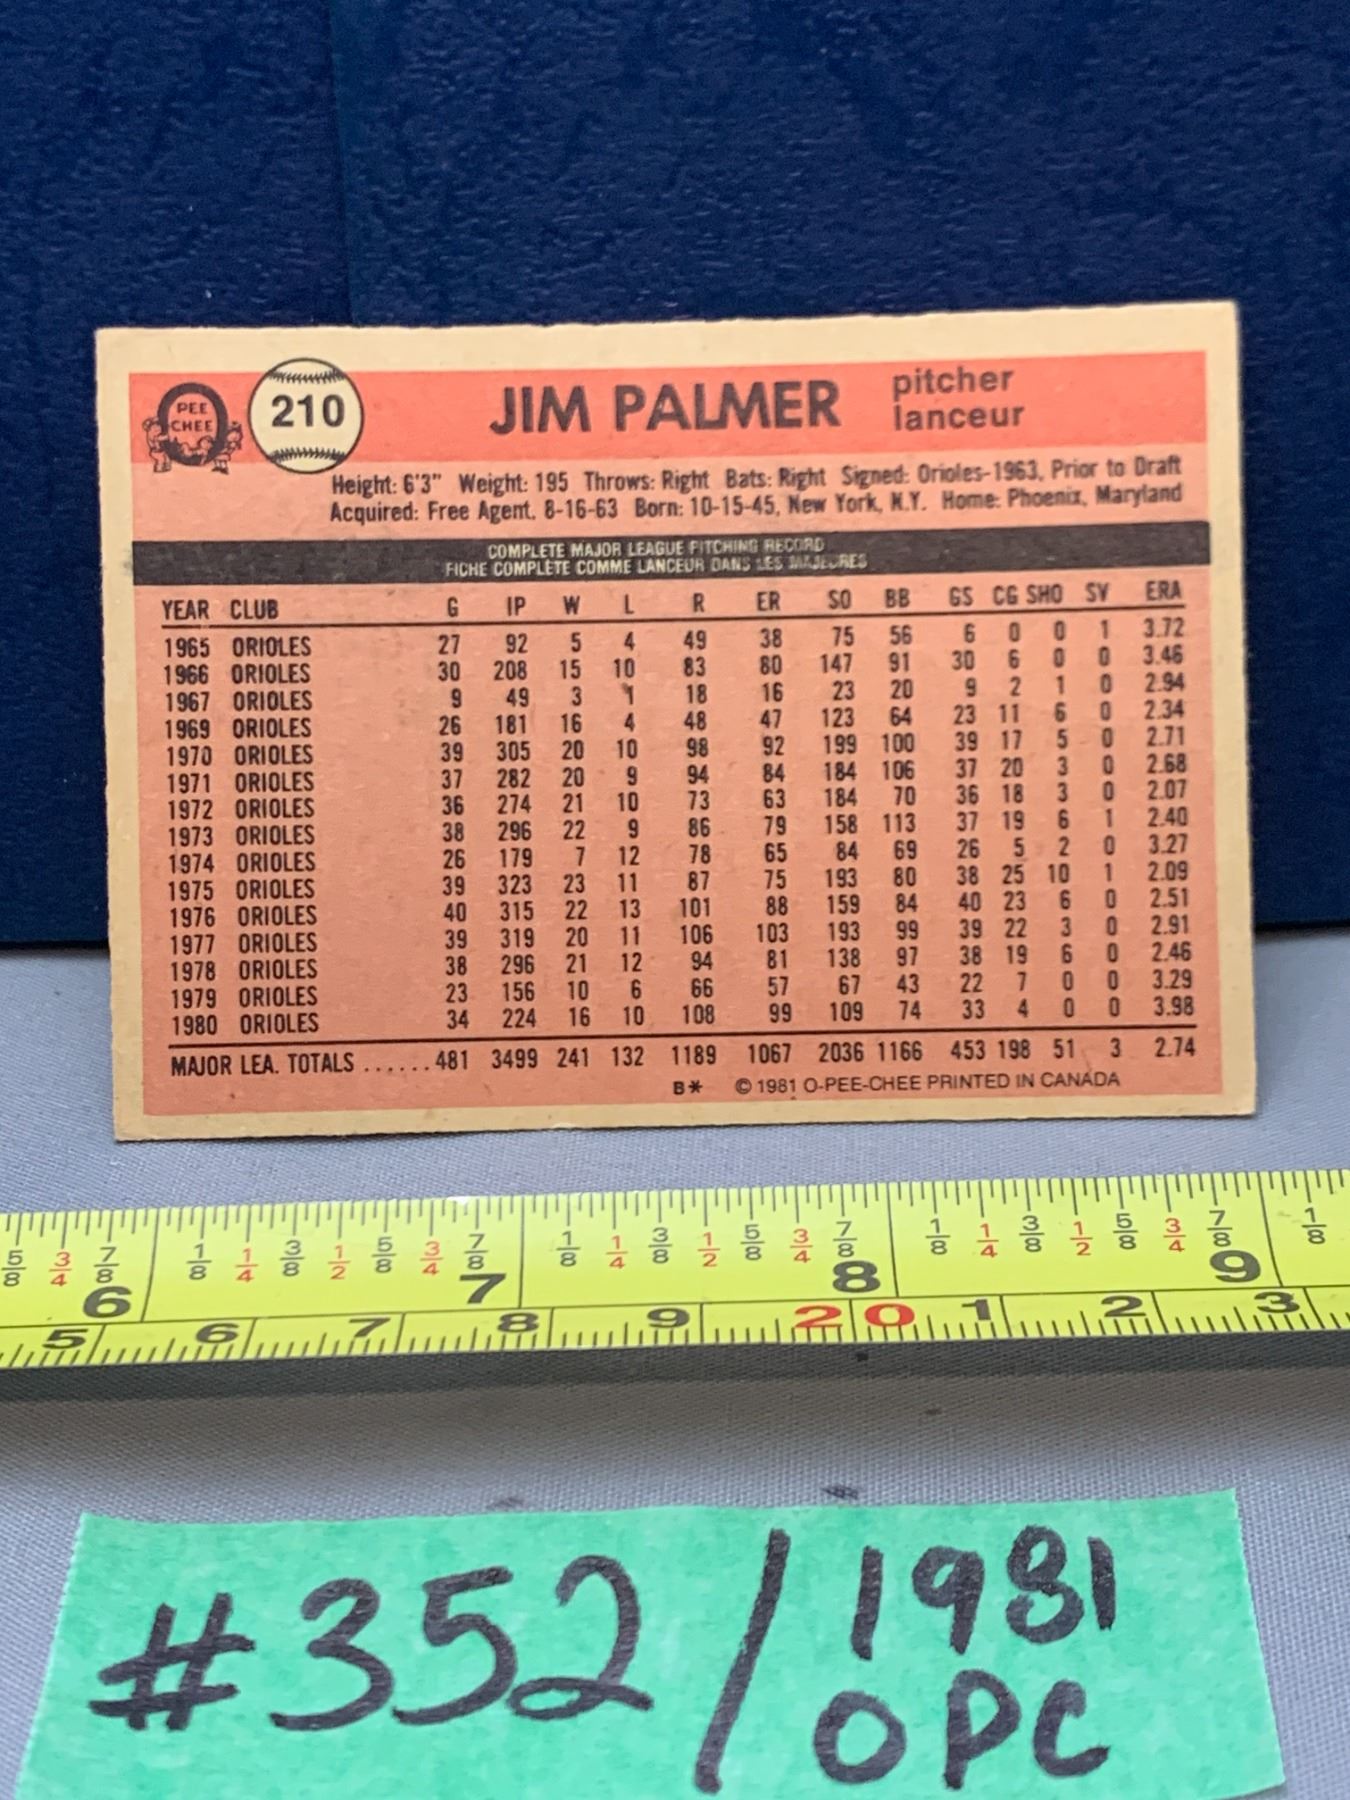 PEE
CHEE
210
JIM PALMER
pitcher
lanceur
Height: 6'3" Weight: 195 Throws: Right Bats: Right Signed: Orioles-1963, Prior to Draft
Acquired: Free Agent, 8-16-63 Born: 10-15-45, New York, N.Y. Home: Phoenix, Maryland
COMPLETE MAJOR LEAGUE PITCHING RECORD
FICHE COMPLÈTE COMME LANCEUR DANS LES MAJEURES
YEAR CLUB G IP W L R ER SO BB GS CG SHO SV ERA
1965 ORIOLES 27 92 5 4 49 38 75 56 6 0 0 1 3.72
1966 ORIOLES 30 208 15 10 83 80 147 91 30 6 0 0 3.46
1967 ORIOLES 9 49 3 1 18 16 23 20 9 2 1 0 2.94
1969 ORIOLES 26 181 16 4 48 47 123 64 23 11 6 0 2.34
1970 ORIOLES 39 305 20 10 98 92 199 100 39 17 5 0 2.71
1971 ORIOLES 37 282 20 9 94 84 184 106 37 20 3 0 2.68
1972 ORIOLES 36 274 21 10 73 63 184 70 36 18 3 0 2.07
1973 ORIOLES 38 296 22 9 86 79 158 113 37 19 6 1 2.40
1974 ORIOLES 26 179 7 12 78 65 84 69 26 5 2 0 3.27
1975 ORIOLES 39 323 23 11 87 75 193 80 38 25 10 1 2.09
1976 ORIOLES 40 315 22 13 101 88 159 84 40 23 6 0 2.51
1977 ORIOLES 39 319 20 11 106 103 193 99 39 22 3 0 2.91
1978 ORIOLES 38 296 21 12 94 81 138 97 38 19 6 0 2.46
1979 ORIOLES 23 156 10 6 66 57 67 43 22 7 0 0 3.29
1980 ORIOLES 34 224 16 10 108 99 109 74 33 4 0 0 3.98
MAJOR LEA. TOTALS ......481 3499 241 132 1189 1067 2036 1166 453 198 51 3 2.74
B* © 1981 O-PEE-CHEE PRINTED IN CANADA
5/8 3/4 7/8 1/8 1/4 3/8 1/2 5/8 3/4 7/8 1/8 1/4 3/8 1/2 5/8 3/4 7/8 1/8 1/4 3/8 1/2 5/8 3/4 7/8 1/8
6 7 8 9
5 6 7 8 9 20 1 2 3
#352 / 1981
OPC